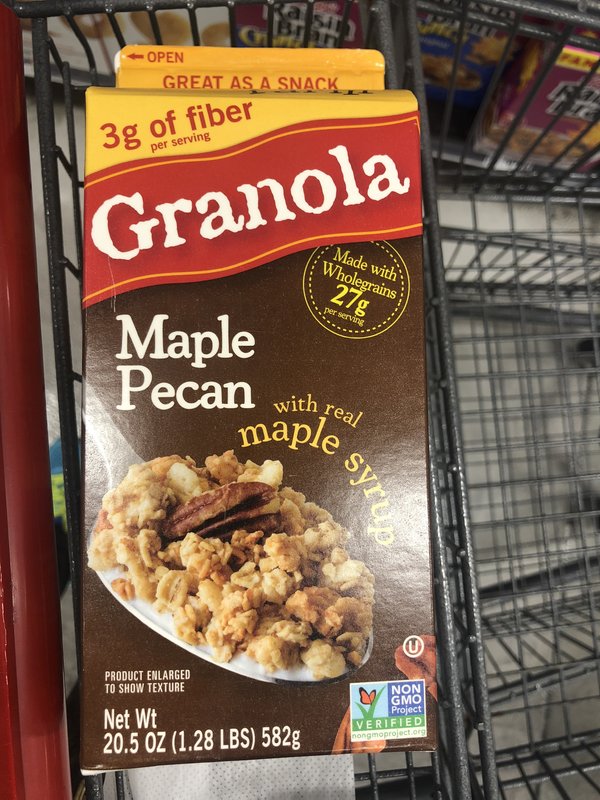 ← OPEN
GREAT AS A SNACK
3g of fiber
per serving
Granola
Made with
Wholegrains
27g
per serving
Maple
Pecan
with real
maple syrup
PRODUCT ENLARGED
TO SHOW TEXTURE
U
NON
GMO
Project
VERIFIED
nongmoproject.org
Net Wt
20.5 OZ (1.28 LBS) 582g